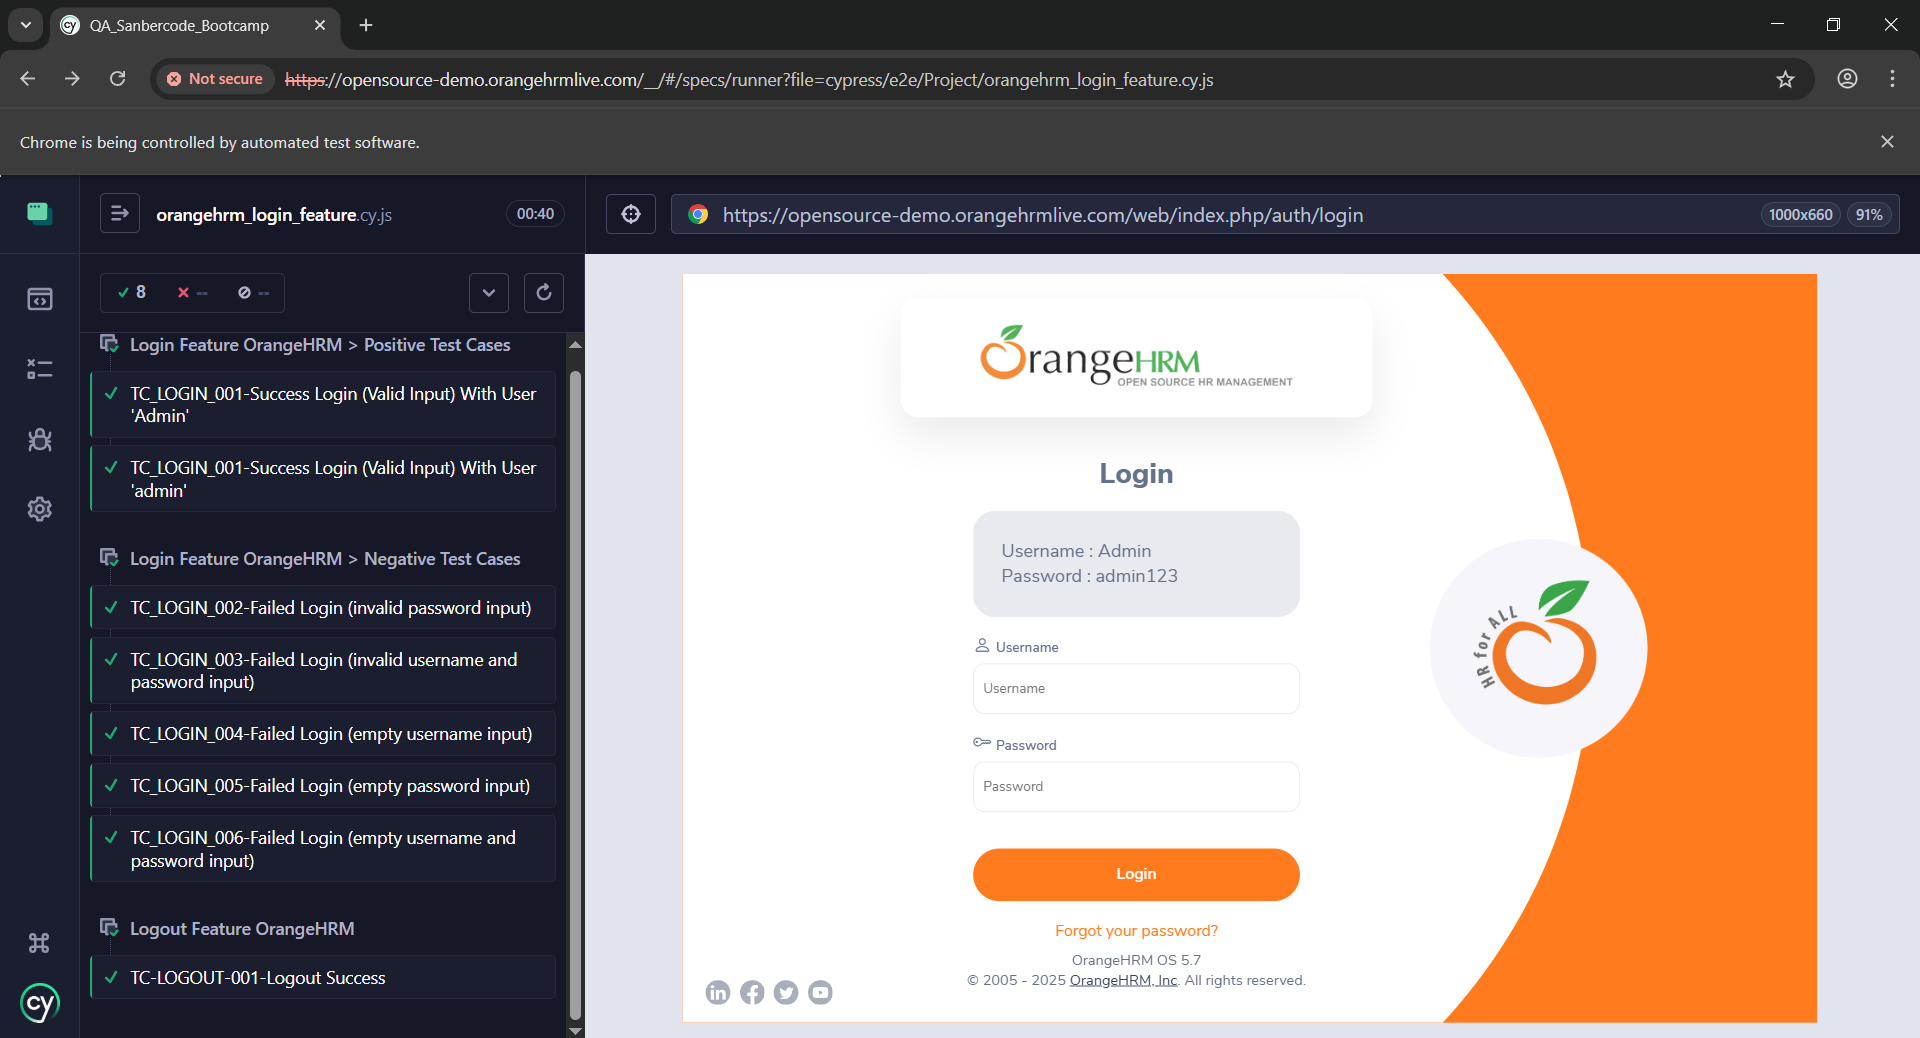 QA_Sanbercode_Bootcamp
Not secure
https://opensource-demo.orangehrmlive.com/__/#/specs/runner?file=cypress/e2e/Project/orangehrm_login_feature.cy.js
Chrome is being controlled by automated test software.
orangehrm_login_feature.cy.js
00:40
8
--
--
Login Feature OrangeHRM > Positive Test Cases
TC_LOGIN_001-Success Login (Valid Input) With User
'Admin'
TC_LOGIN_001-Success Login (Valid Input) With User
'admin'
Login Feature OrangeHRM > Negative Test Cases
TC_LOGIN_002-Failed Login (invalid password input)
TC_LOGIN_003-Failed Login (invalid username and
password input)
TC_LOGIN_004-Failed Login (empty username input)
TC_LOGIN_005-Failed Login (empty password input)
TC_LOGIN_006-Failed Login (empty username and
password input)
Logout Feature OrangeHRM
TC-LOGOUT-001-Logout Success
cy
https://opensource-demo.orangehrmlive.com/web/index.php/auth/login
1000x660
91%
OrangeHRM
OPEN SOURCE HR MANAGEMENT
Login
Username : Admin
Password : admin123
Username
Username
Password
Password
Login
Forgot your password?
OrangeHRM OS 5.7
© 2005 - 2025 OrangeHRM, Inc. All rights reserved.
HR for ALL